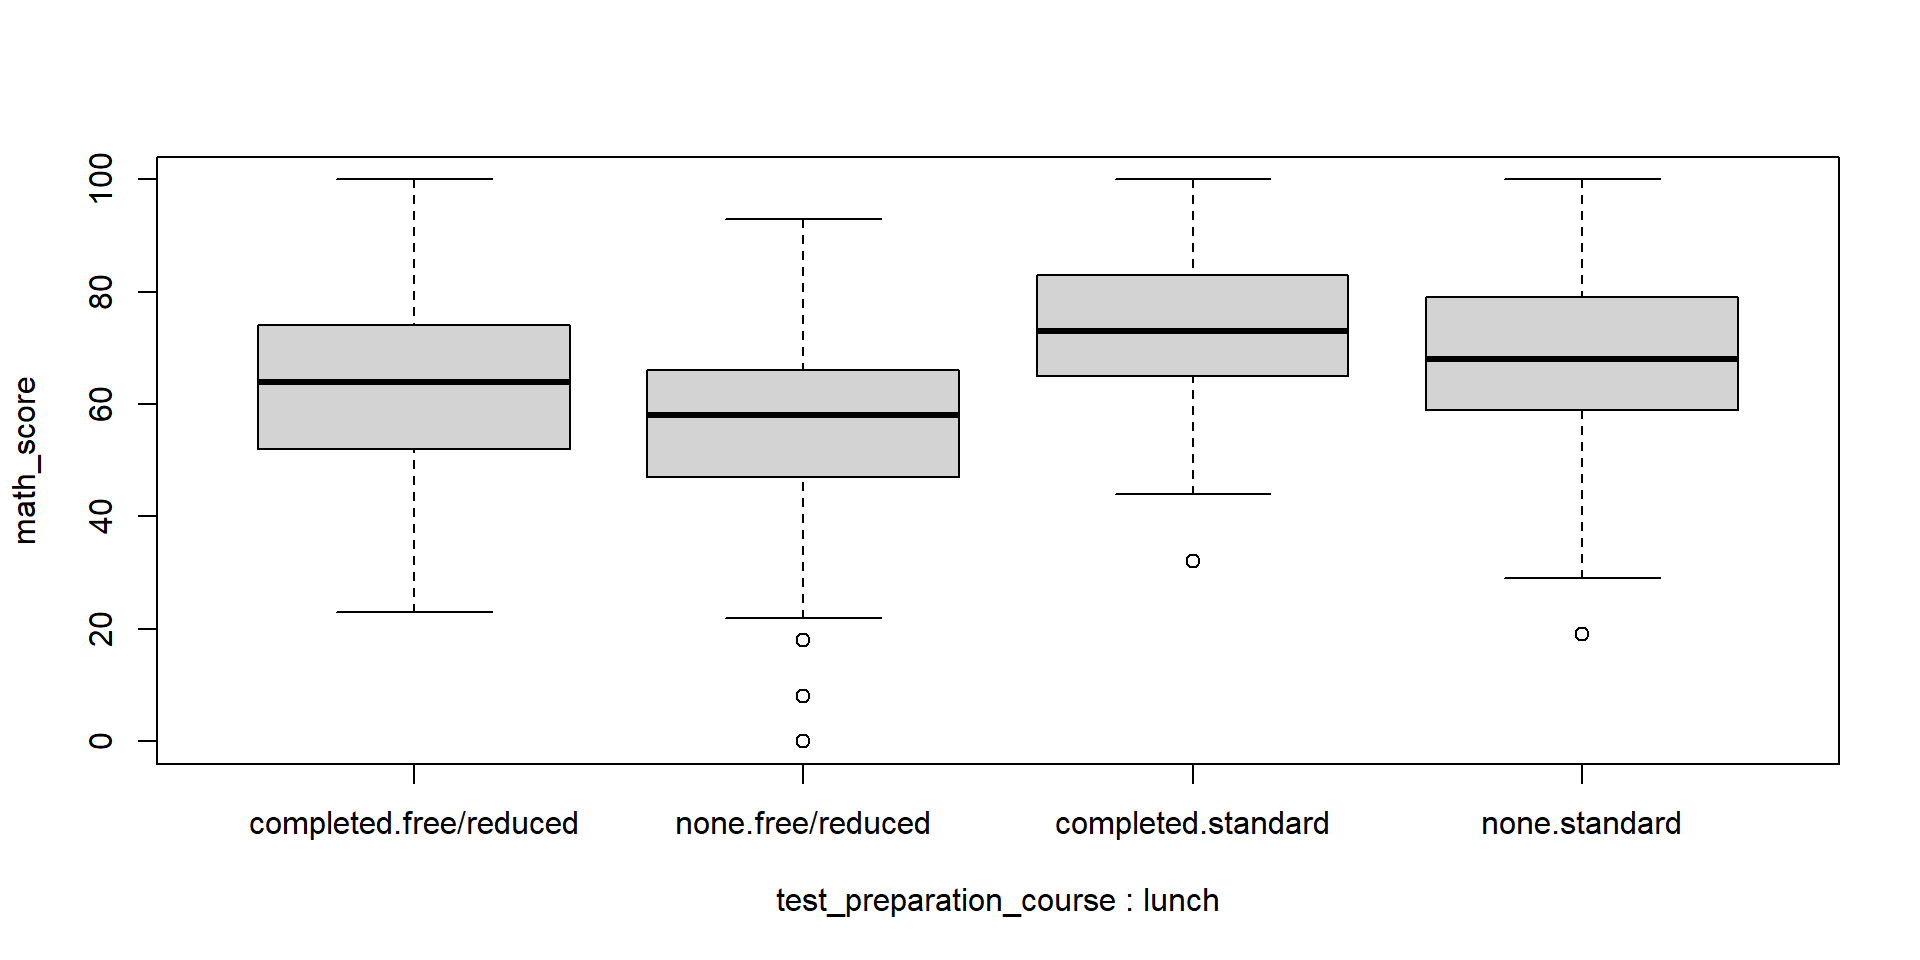 100
80
60
40
20
0
math_score
completed.free/reduced
none.free/reduced
completed.standard
none.standard
test_preparation_course : lunch